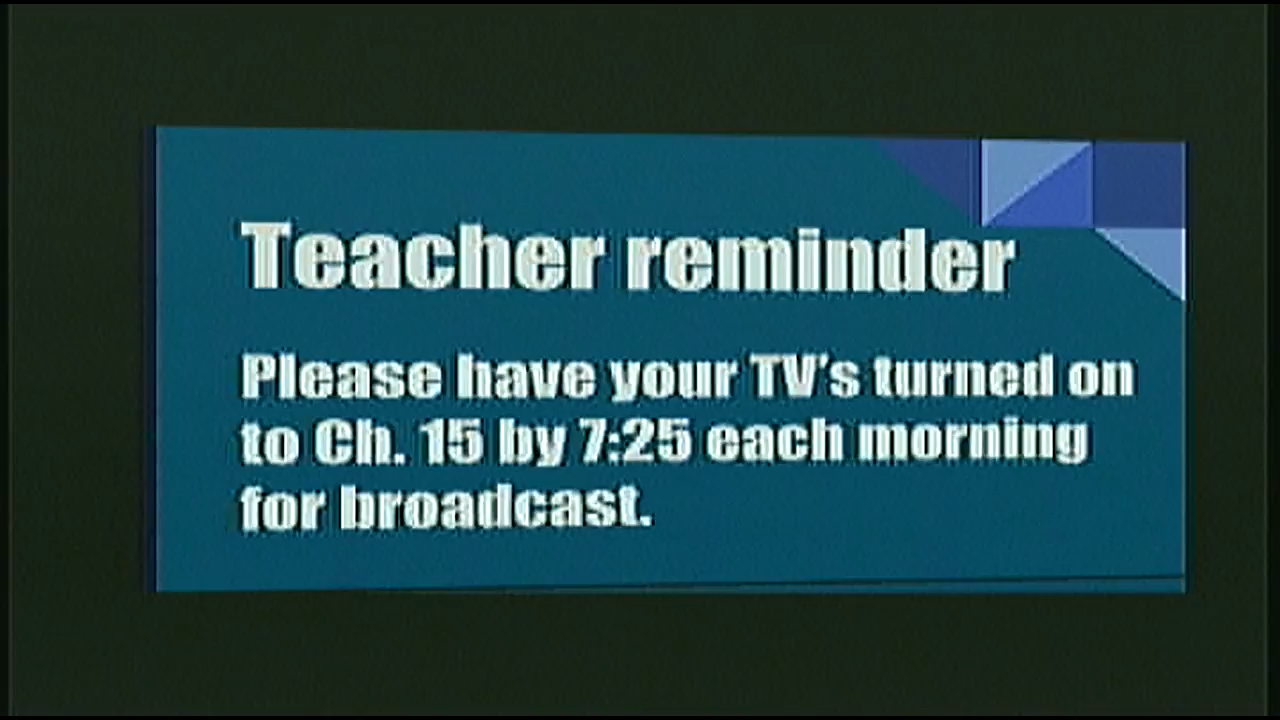 Teacher reminder
Please have your TV's turned on
to Ch. 15 by 7:25 each morning
for broadcast.